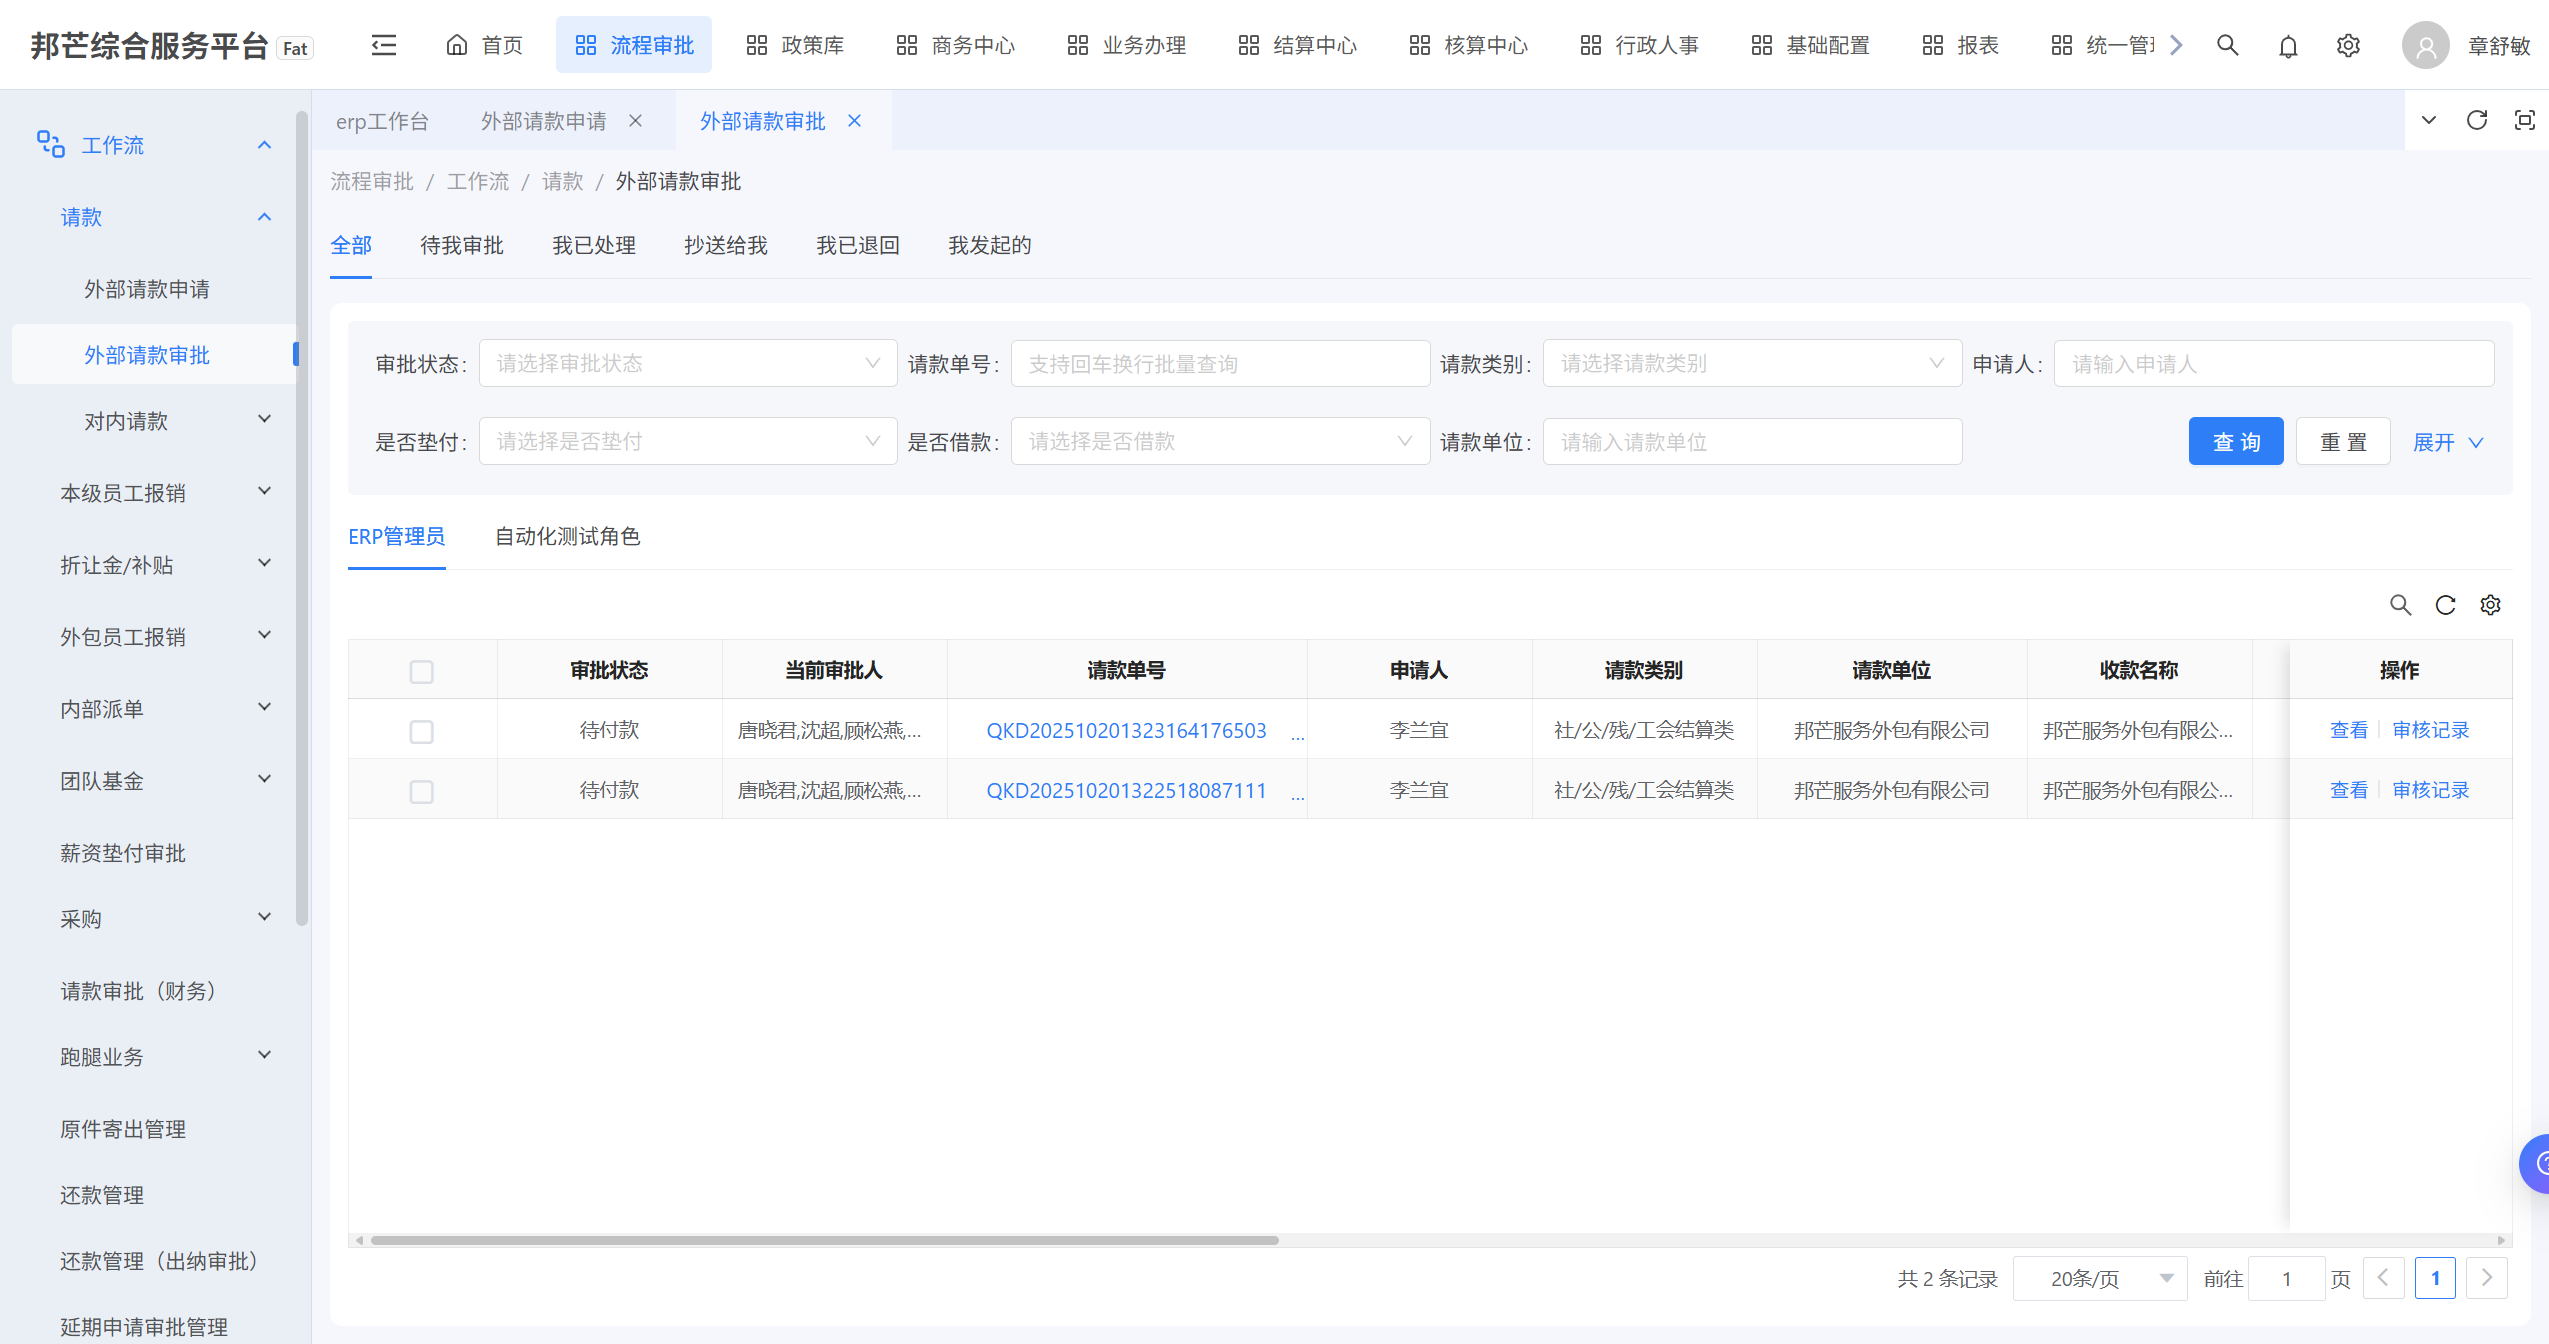 邦芒综合服务平台 Fat
首页 流程审批 政策库 商务中心 业务办理 结算中心 核算中心 行政人事 基础配置 报表 统一管
章舒敏
erp工作台 外部请款申请 外部请款审批
流程审批 / 工作流 / 请款 / 外部请款审批
工作流
请款
外部请款申请
外部请款审批
对内请款
本级员工报销
折让金/补贴
外包员工报销
内部派单
团队基金
薪资垫付审批
采购
请款审批（财务）
跑腿业务
原件寄出管理
还款管理
还款管理（出纳审批）
延期申请审批管理
全部 待我审批 我已处理 抄送给我 我已退回 我发起的
审批状态: 请选择审批状态 请款单号: 支持回车换行批量查询 请款类别: 请选择请款类别 申请人: 请输入申请人
是否垫付: 请选择是否垫付 是否借款: 请选择是否借款 请款单位: 请输入请款单位 查 询 重 置 展开
ERP管理员 自动化测试角色
审批状态 当前审批人 请款单号 申请人 请款类别 请款单位 收款名称 操作
待付款 唐晓君,沈超,顾松燕,... QKD202510201323164176503 ... 李兰宜 社/公/残/工会结算类 邦芒服务外包有限公司 邦芒服务外包有限公... 查看 审核记录
待付款 唐晓君,沈超,顾松燕,... QKD202510201322518087111 ... 李兰宜 社/公/残/工会结算类 邦芒服务外包有限公司 邦芒服务外包有限公... 查看 审核记录
共 2 条记录 20条/页 前往 1 页 1